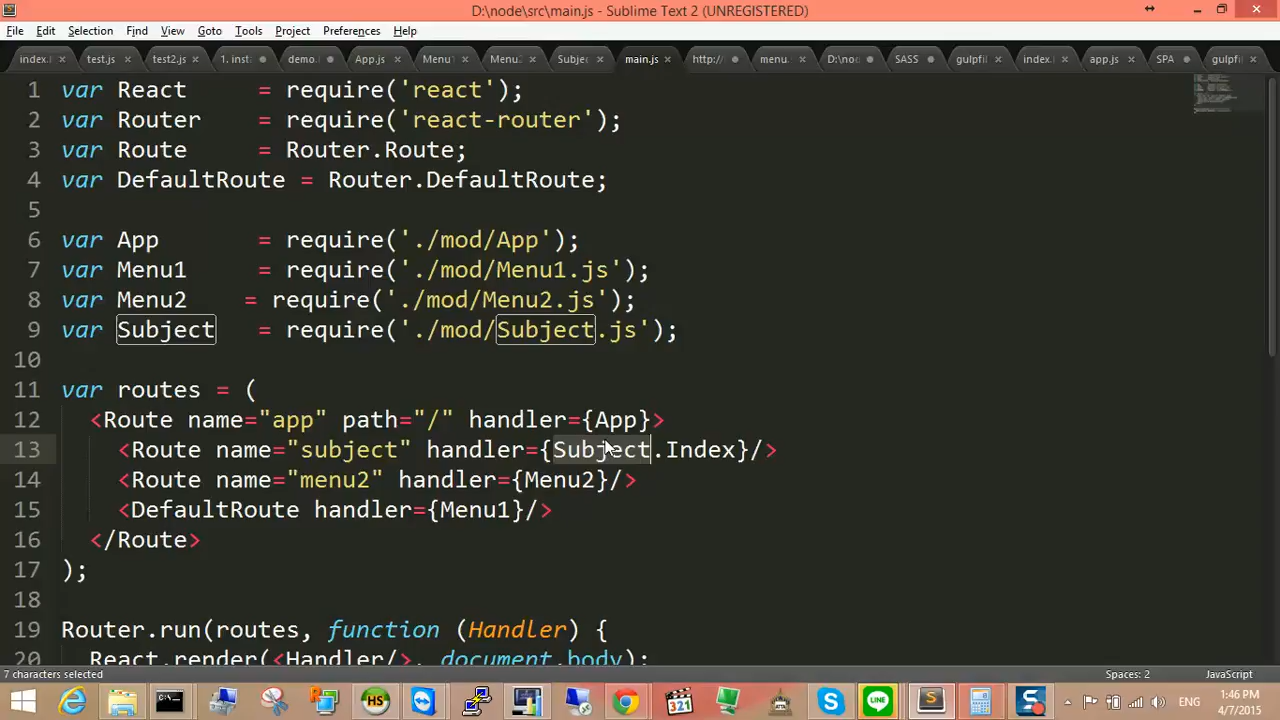 D:\node\src\main.js - Sublime Text 2 (UNREGISTERED)
File Edit Selection Find View Goto Tools Project Preferences Help
index.l test.js test2.js 1. inst demo. App.js Menu1 Menu2 Subje main.js http:/ menu. D:\no SASS gulpfil index.l app.js SPA gulpfil
1 var React = require('react');
2 var Router = require('react-router');
3 var Route = Router.Route;
4 var DefaultRoute = Router.DefaultRoute;
5
6 var App = require('./mod/App');
7 var Menu1 = require('./mod/Menu1.js');
8 var Menu2 = require('./mod/Menu2.js');
9 var Subject = require('./mod/Subject.js');
10
11 var routes = (
12 <Route name="app" path="/" handler={App}>
13 <Route name="subject" handler={Subject.Index}/>
14 <Route name="menu2" handler={Menu2}/>
15 <DefaultRoute handler={Menu1}/>
16 </Route>
17 );
18
19 Router.run(routes, function (Handler) {
20 React.render(<Handler/>, document.body);
7 characters selected Spaces: 2 JavaScript
HS 321 S LINE S S ENG 1:46 PM
4/7/2015